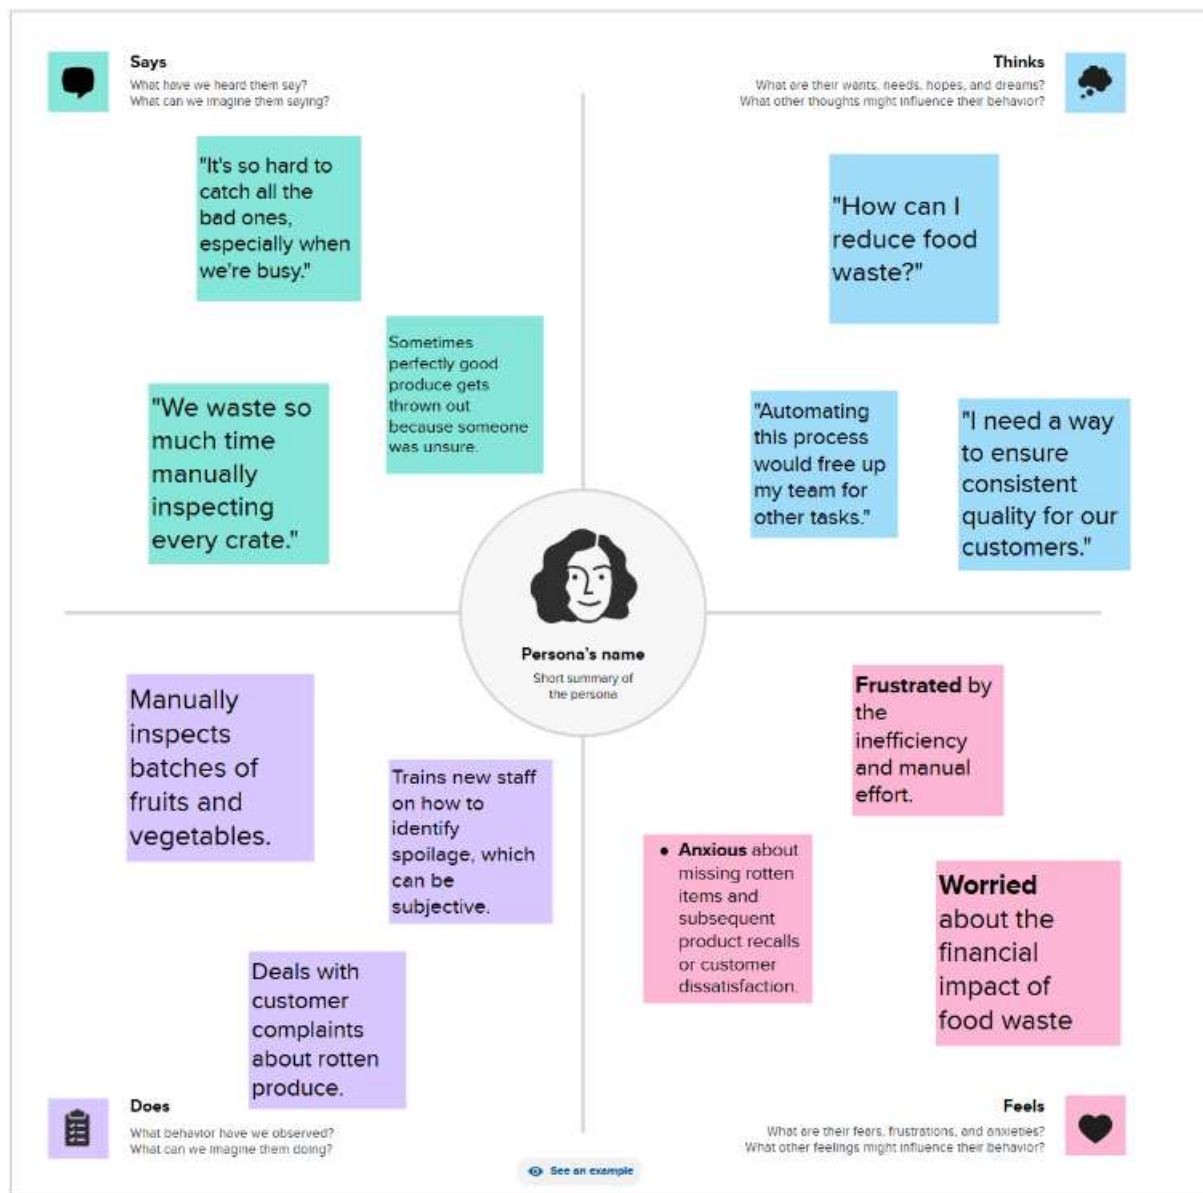 Says
What have we heard them say?
What can we imagine them saying?
"It's so hard to
catch all the
bad ones,
especially when
we're busy."
Sometimes
perfectly good
produce gets
thrown out
because someone
was unsure.
"We waste so
much time
manually
inspecting
every crate."
Thinks
What are their wants, needs, hopes, and dreams?
What other thoughts might influence their behavior?
"How can I
reduce food
waste?"
"Automating
this process
would free up
my team for
other tasks."
"I need a way
to ensure
consistent
quality for our
customers."
Persona's name
Short summary of
the persona
Manually
inspects
batches of
fruits and
vegetables.
Trains new staff
on how to
identify
spoilage, which
can be
subjective.
Deals with
customer
complaints
about rotten
produce.
Does
What behavior have we observed?
What can we imagine them doing?
Frustrated by
the
inefficiency
and manual
effort.
• Anxious about
missing rotten
items and
subsequent
product recalls
or customer
dissatisfaction.
Worried
about the
financial
impact of
food waste
Feels
What are their fears, frustrations, and anxieties?
What other feelings might influence their behavior?
See an example